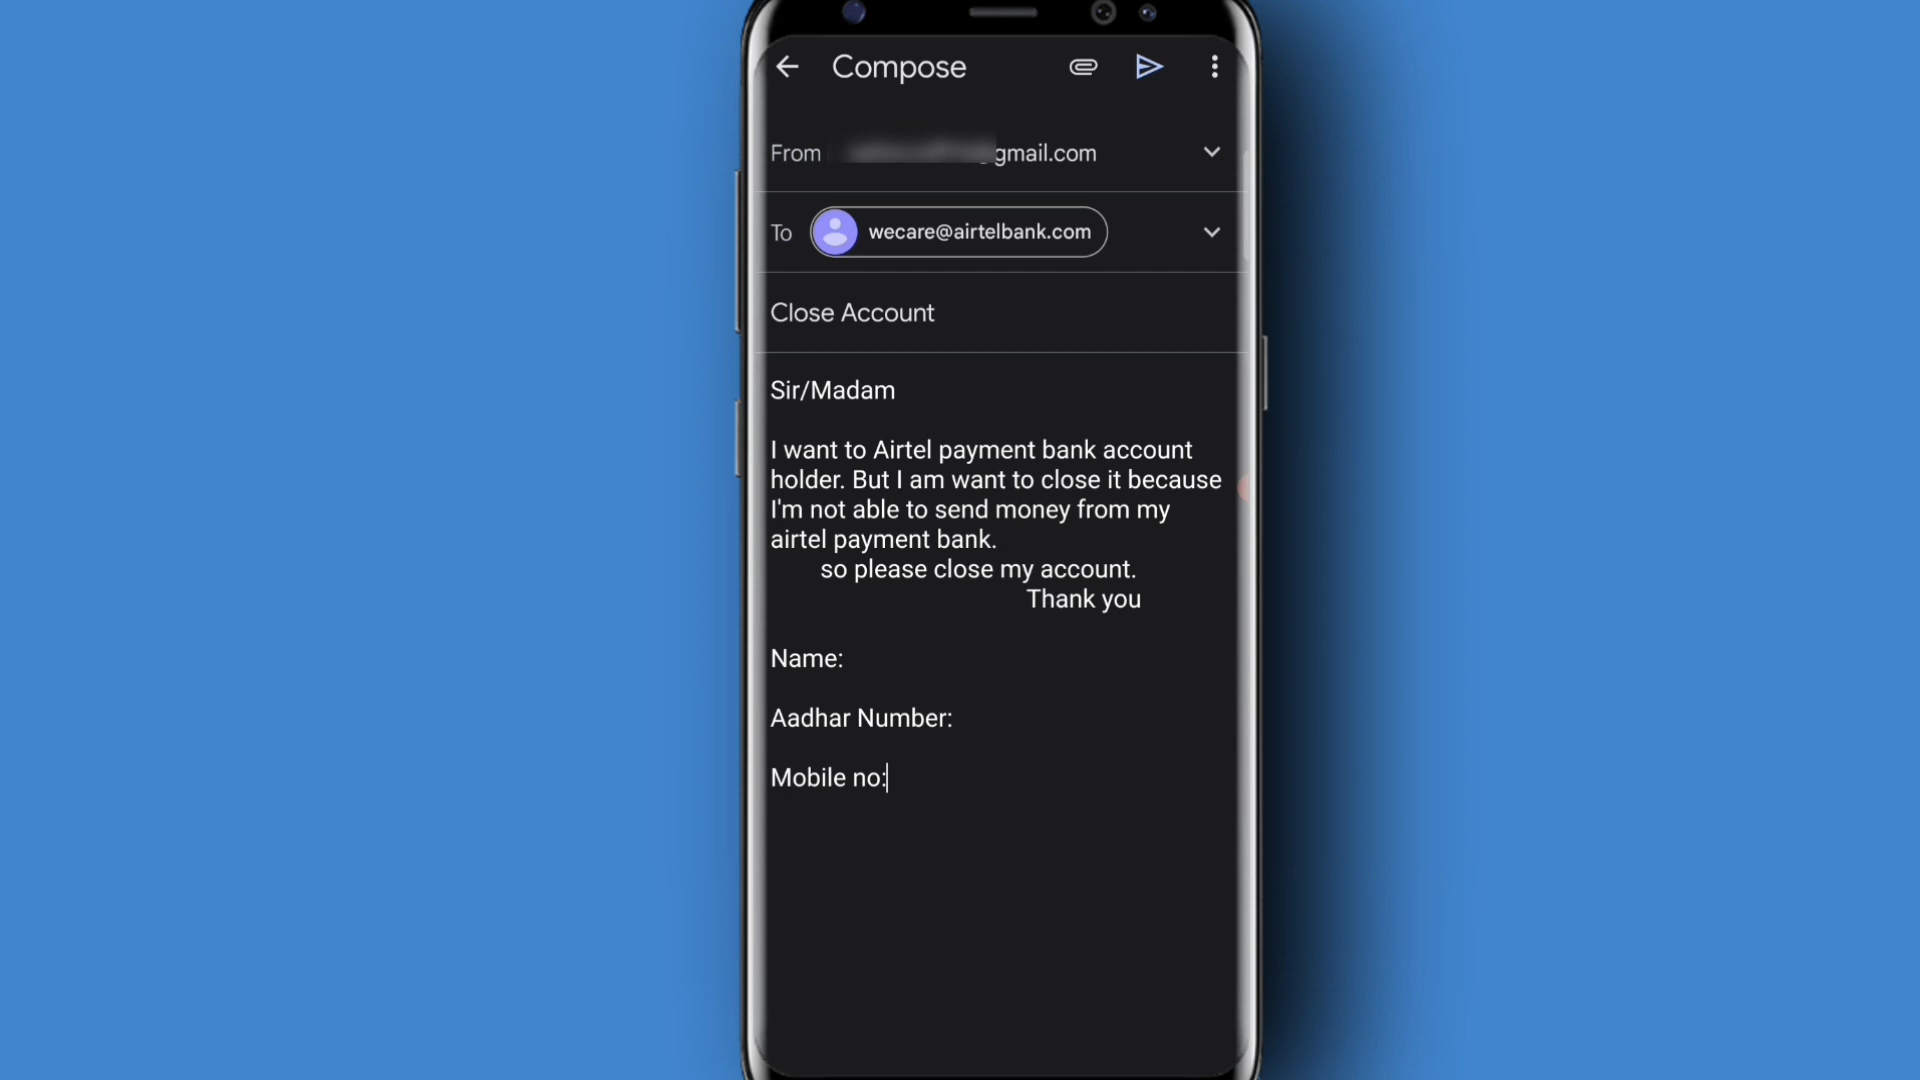 Compose
From gmail.com
To wecare@airtelbank.com
Close Account
Sir/Madam
I want to Airtel payment bank account
holder. But I am want to close it because
I'm not able to send money from my
airtel payment bank.
so please close my account.
Thank you
Name:
Aadhar Number:
Mobile no: